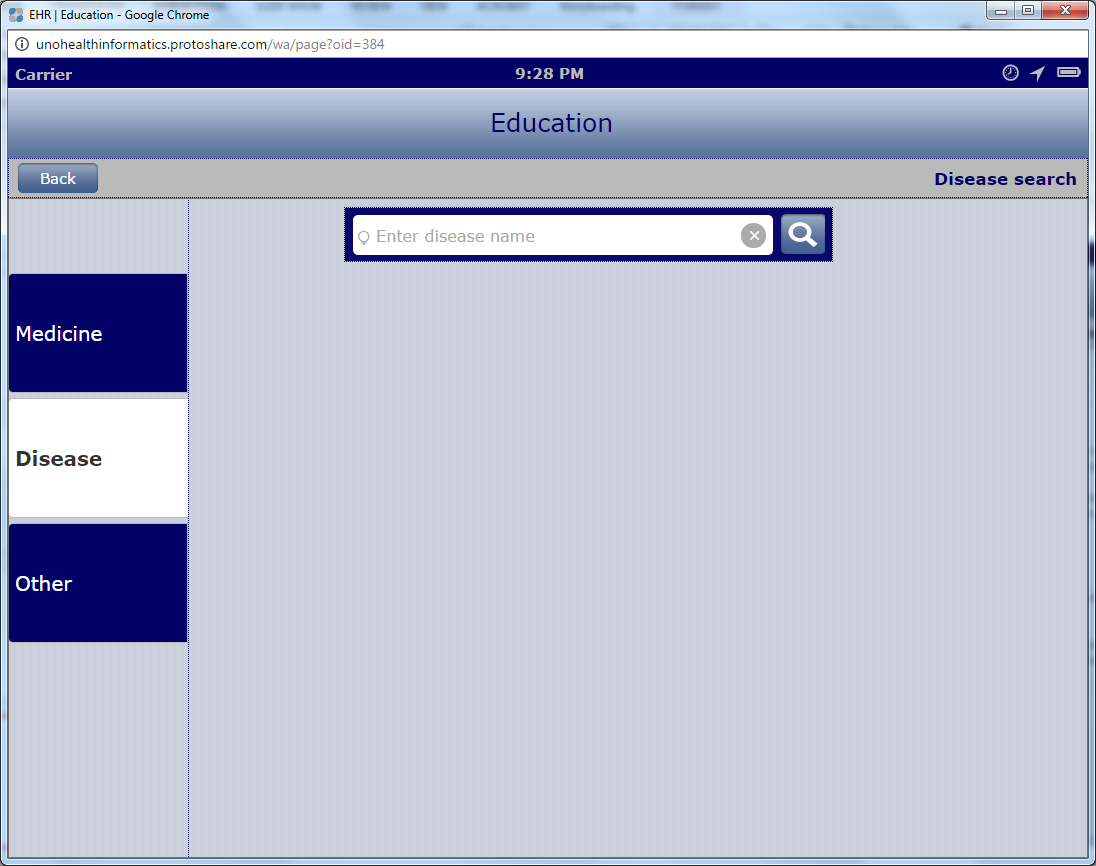 EHR | Education - Google Chrome
unohealthinformatics.protoshare.com/wa/page?oid=384
Carrier 9:28 PM
Education
Back Disease search
Enter disease name
Medicine
Disease
Other